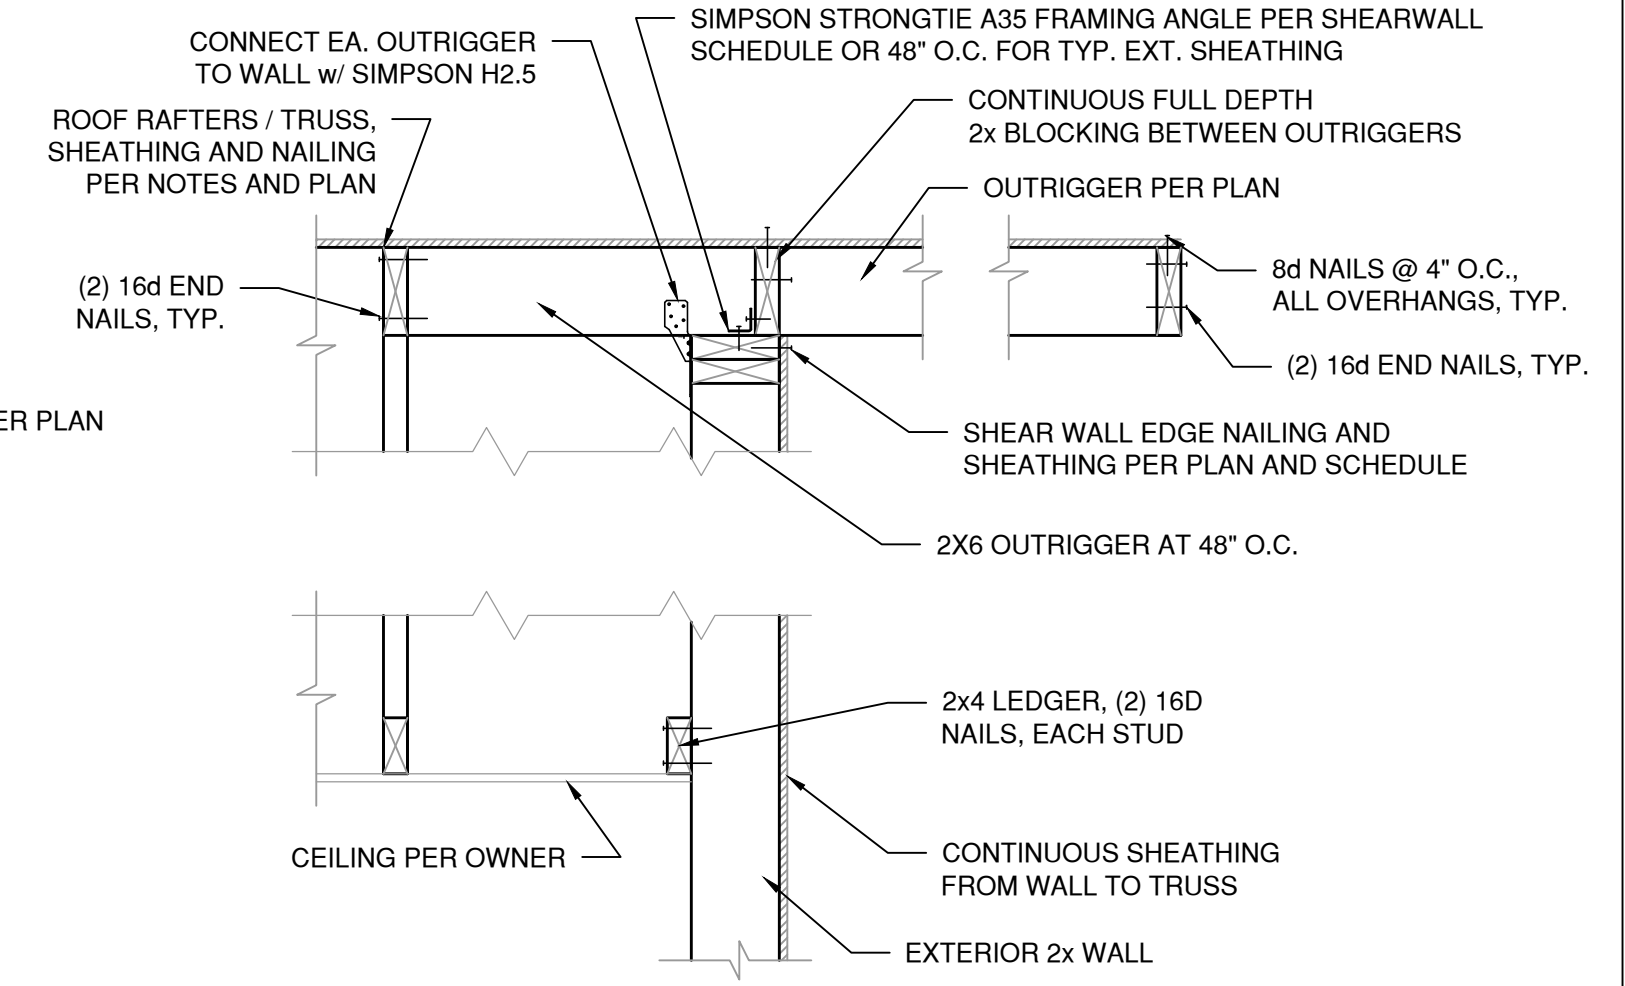 SIMPSON STRONGTIE A35 FRAMING ANGLE PER SHEARWALL
SCHEDULE OR 48" O.C. FOR TYP. EXT. SHEATHING
CONNECT EA. OUTRIGGER
TO WALL w/ SIMPSON H2.5
ROOF RAFTERS / TRUSS,
SHEATHING AND NAILING
PER NOTES AND PLAN
CONTINUOUS FULL DEPTH
2x BLOCKING BETWEEN OUTRIGGERS
OUTRIGGER PER PLAN
(2) 16d END
NAILS, TYP.
8d NAILS @ 4" O.C.,
ALL OVERHANGS, TYP.
(2) 16d END NAILS, TYP.
ER PLAN
SHEAR WALL EDGE NAILING AND
SHEATHING PER PLAN AND SCHEDULE
2X6 OUTRIGGER AT 48" O.C.
2x4 LEDGER, (2) 16D
NAILS, EACH STUD
CEILING PER OWNER
CONTINUOUS SHEATHING
FROM WALL TO TRUSS
EXTERIOR 2x WALL